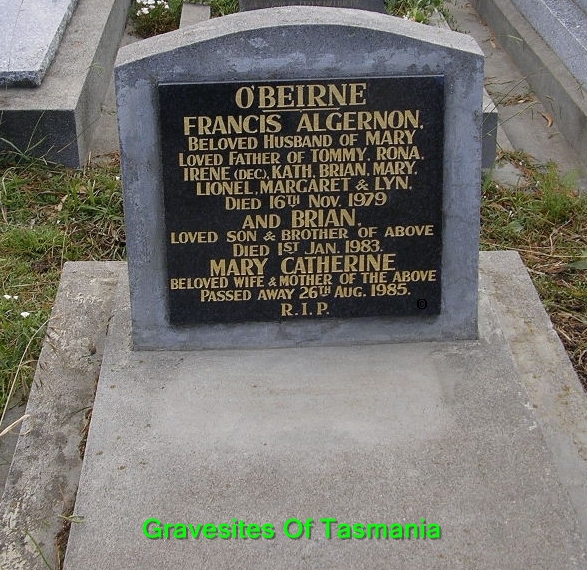 O'BEIRNE
FRANCIS ALGERNON.
BELOVED HUSBAND OF MARY
LOVED FATHER OF TOMMY, RONA,
IRENE (DEC), KATH, BRIAN, MARY,
LIONEL, MARGARET & LYN.
DIED 16TH NOV. 1979
AND BRIAN,
LOVED SON & BROTHER OF ABOVE
DIED 1ST JAN. 1983.
MARY CATHERINE
BELOVED WIFE & MOTHER OF THE ABOVE
PASSED AWAY 26TH AUG. 1985.
R.I.P.
Gravesites Of Tasmania